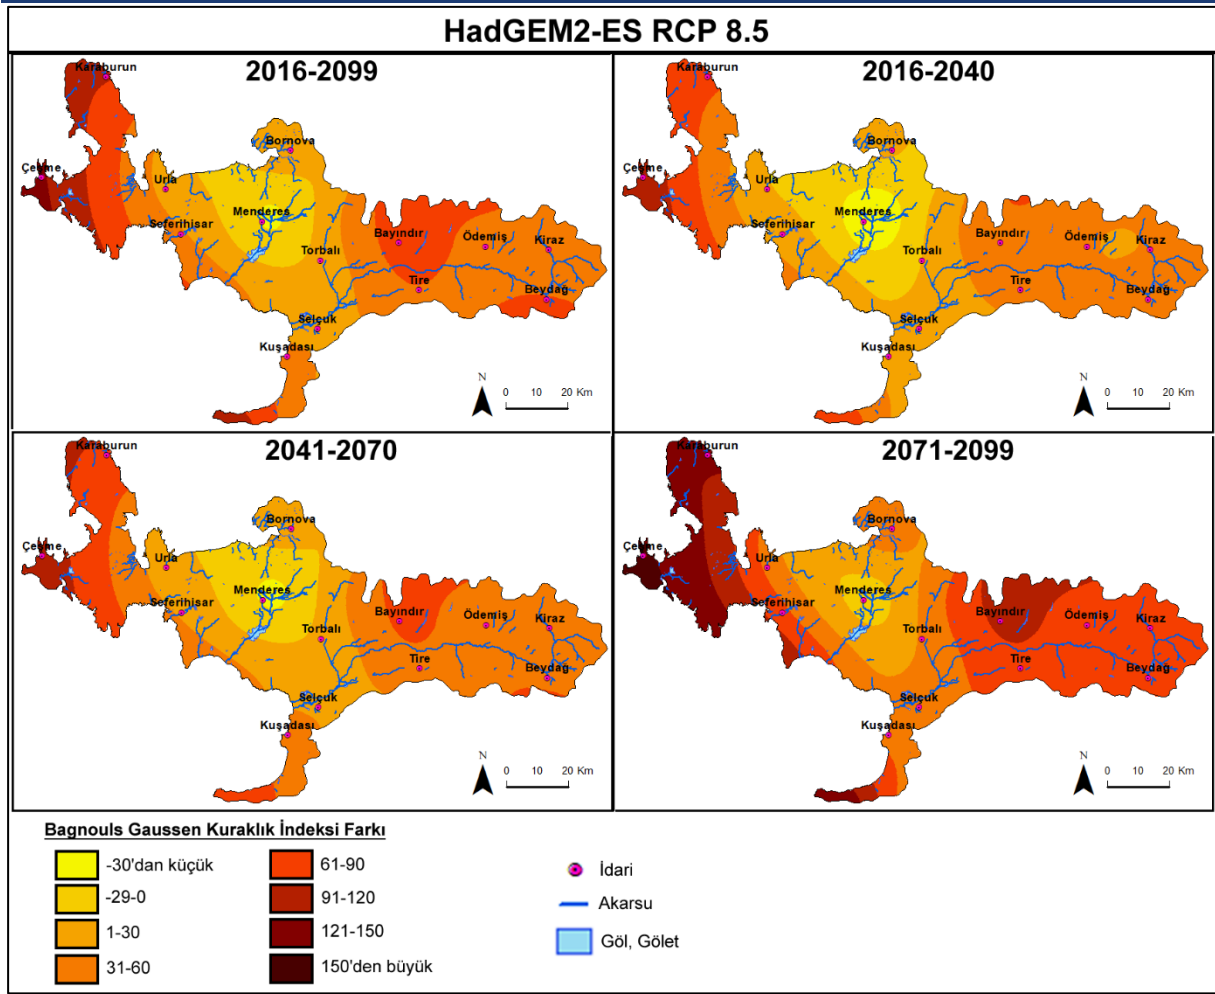 HadGEM2-ES RCP 8.5
2016-2099
Karaburun
Bornova
Çeşme
Urla
Menderes
Seferihisar
Bayındır
Ödemiş
Kiraz
Torbalı
Tire
Beydağ
Selçuk
Kuşadası
N
0 10 20 Km
2016-2040
Karaburun
Bornova
Çeşme
Urla
Menderes
Seferihisar
Bayındır
Ödemiş
Kiraz
Torbalı
Tire
Beydağ
Selçuk
Kuşadası
N
0 10 20 Km
2041-2070
Karaburun
Bornova
Çeşme
Urla
Menderes
Seferihisar
Bayındır
Ödemiş
Kiraz
Torbalı
Tire
Beydağ
Selçuk
Kuşadası
N
0 10 20 Km
2071-2099
Karaburun
Bornova
Çeşme
Urla
Menderes
Seferihisar
Bayındır
Ödemiş
Kiraz
Torbalı
Tire
Beydağ
Selçuk
Kuşadası
N
0 10 20 Km
Bagnouls Gaussen Kuraklık İndeksi Farkı
-30'dan küçük
-29-0
1-30
31-60
61-90
91-120
121-150
150'den büyük
İdari
Akarsu
Göl, Gölet